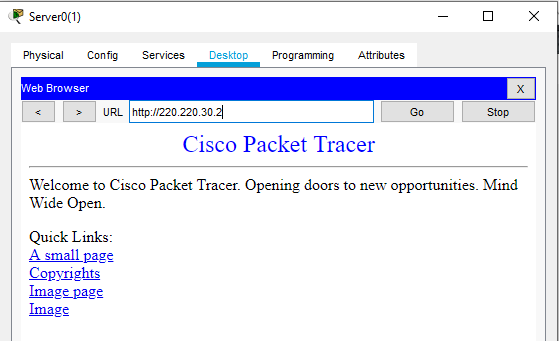 Server0(1)
Physical Config Services Desktop Programming Attributes
Web Browser X
< > URL http://220.220.30.2 Go Stop
Cisco Packet Tracer
Welcome to Cisco Packet Tracer. Opening doors to new opportunities. Mind
Wide Open.
Quick Links:
A small page
Copyrights
Image page
Image